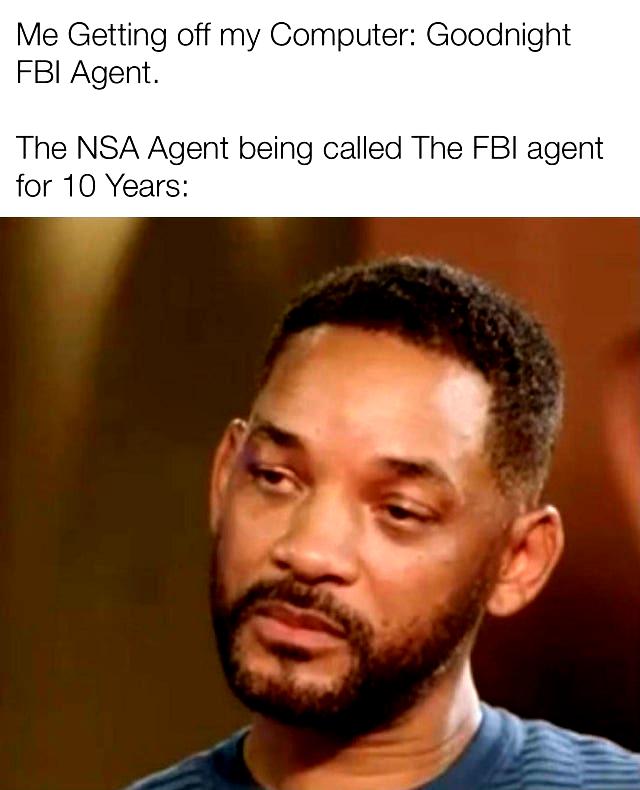 Me Getting off my Computer: Goodnight
FBI Agent.
The NSA Agent being called The FBI agent
for 10 Years: